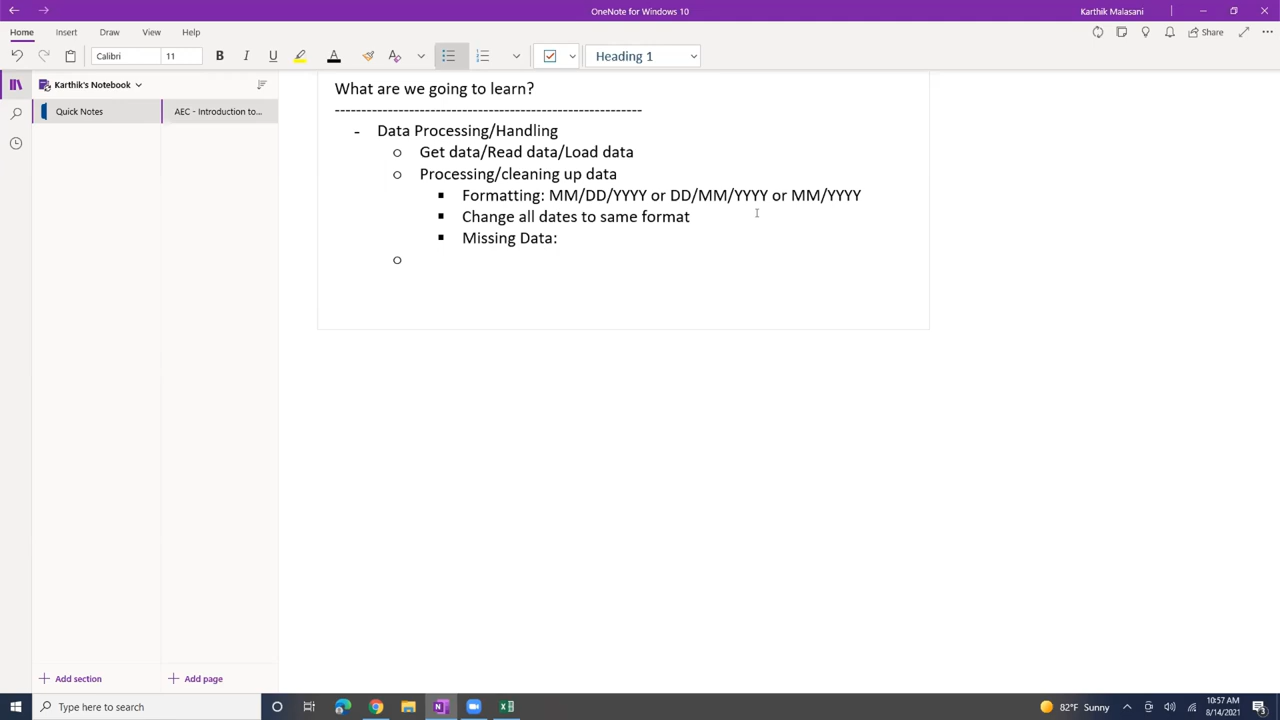 OneNote for Windows 10
Karthik Malasani
Home Insert Draw View Help
Share
Calibri 11 B I U A Heading 1
Karthik's Notebook
Quick Notes
AEC - Introduction to...
What are we going to learn?
----------------------------------------------------------
- Data Processing/Handling
o Get data/Read data/Load data
o Processing/cleaning up data
▪ Formatting: MM/DD/YYYY or DD/MM/YYYY or MM/YYYY
▪ Change all dates to same format
▪ Missing Data:
o
+ Add section
+ Add page
Type here to search
82°F Sunny
10:57 AM
8/14/2021
3